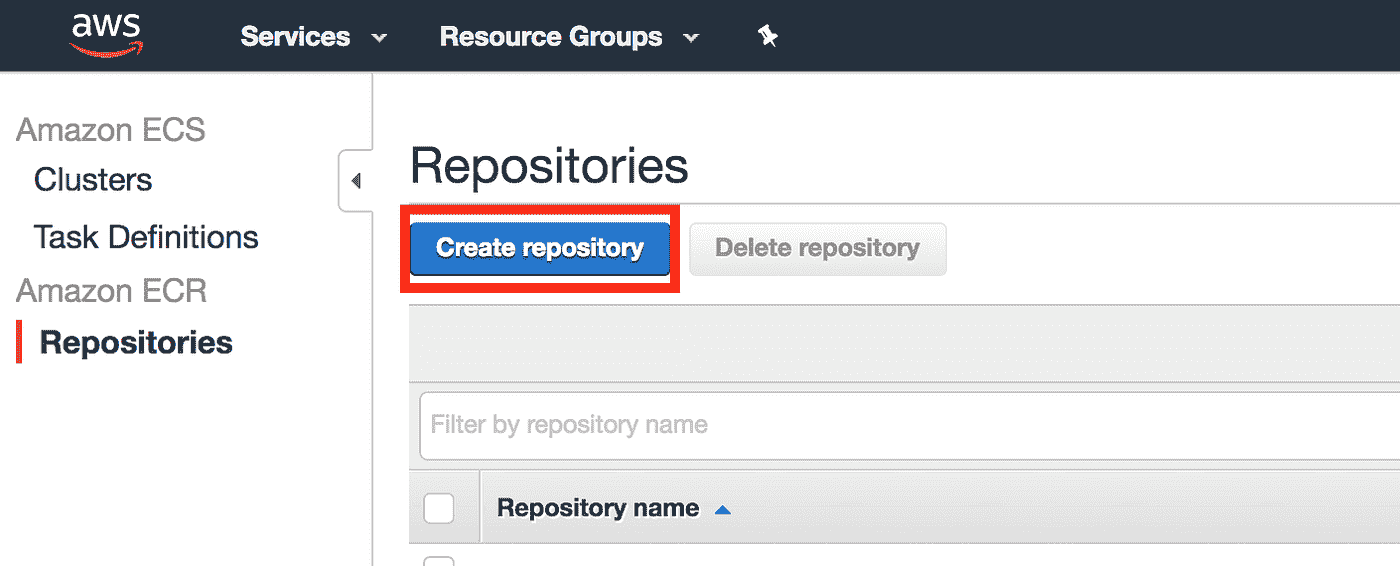 aws
Services
Resource Groups
Amazon ECS
Clusters
Task Definitions
Amazon ECR
Repositories
Repositories
Create repository
Delete repository
Filter by repository name
Repository name